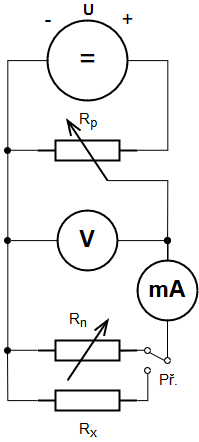 U
- +
=
Rp
V
mA
Rn
Př.
Rx